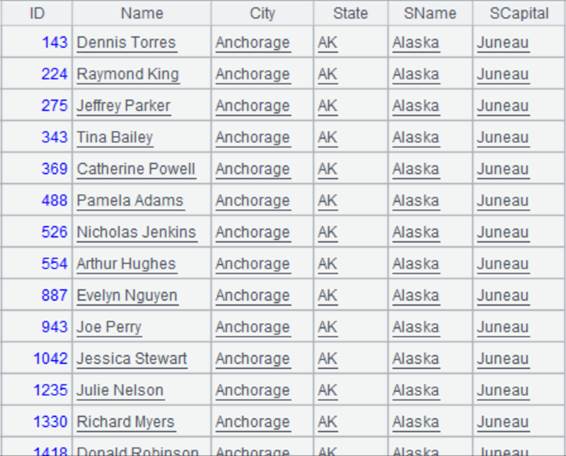 ID Name City State SName SCapital
143 Dennis Torres Anchorage AK Alaska Juneau
224 Raymond King Anchorage AK Alaska Juneau
275 Jeffrey Parker Anchorage AK Alaska Juneau
343 Tina Bailey Anchorage AK Alaska Juneau
369 Catherine Powell Anchorage AK Alaska Juneau
488 Pamela Adams Anchorage AK Alaska Juneau
526 Nicholas Jenkins Anchorage AK Alaska Juneau
554 Arthur Hughes Anchorage AK Alaska Juneau
887 Evelyn Nguyen Anchorage AK Alaska Juneau
943 Joe Perry Anchorage AK Alaska Juneau
1042 Jessica Stewart Anchorage AK Alaska Juneau
1235 Julie Nelson Anchorage AK Alaska Juneau
1330 Richard Myers Anchorage AK Alaska Juneau
1418 Donald Robinson Anchorage AK Alaska Juneau